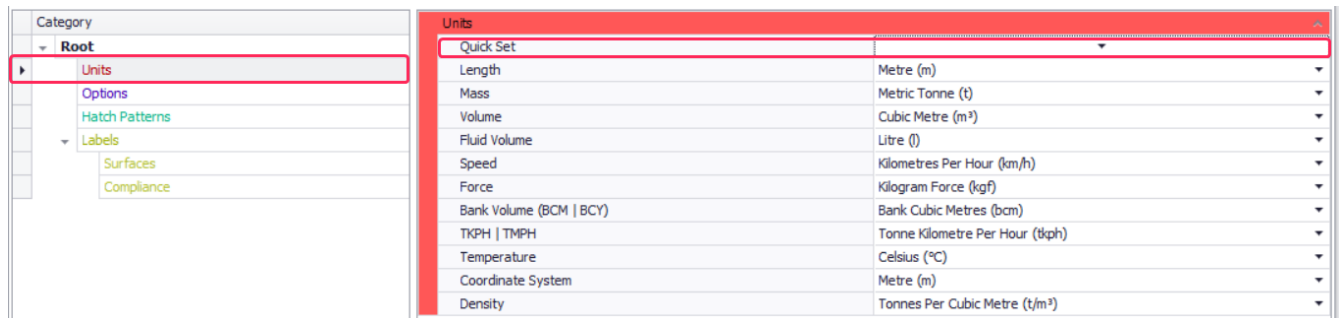 Category
Root
Units
Options
Hatch Patterns
Labels
Surfaces
Compliance
Units
Quick Set
Length Metre (m)
Mass Metric Tonne (t)
Volume Cubic Metre (m³)
Fluid Volume Litre (l)
Speed Kilometres Per Hour (km/h)
Force Kilogram Force (kgf)
Bank Volume (BCM | BCY) Bank Cubic Metres (bcm)
TKPH | TMPH Tonne Kilometre Per Hour (tkph)
Temperature Celsius (°C)
Coordinate System Metre (m)
Density Tonnes Per Cubic Metre (t/m³)